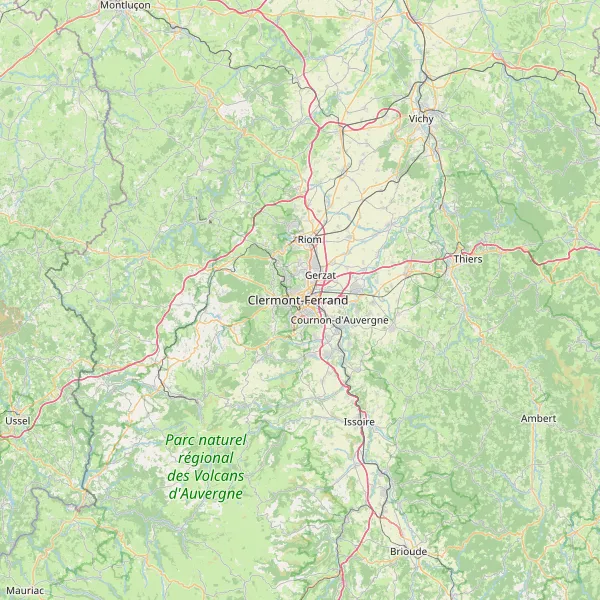 Montluçon
Vichy
Riom
Thiers
Gerzat
Clermont-Ferrand
Cournon-d'Auvergne
Ussel
Issoire
Ambert
Parc naturel
régional
des Volcans
d'Auvergne
Brioude
Mauriac